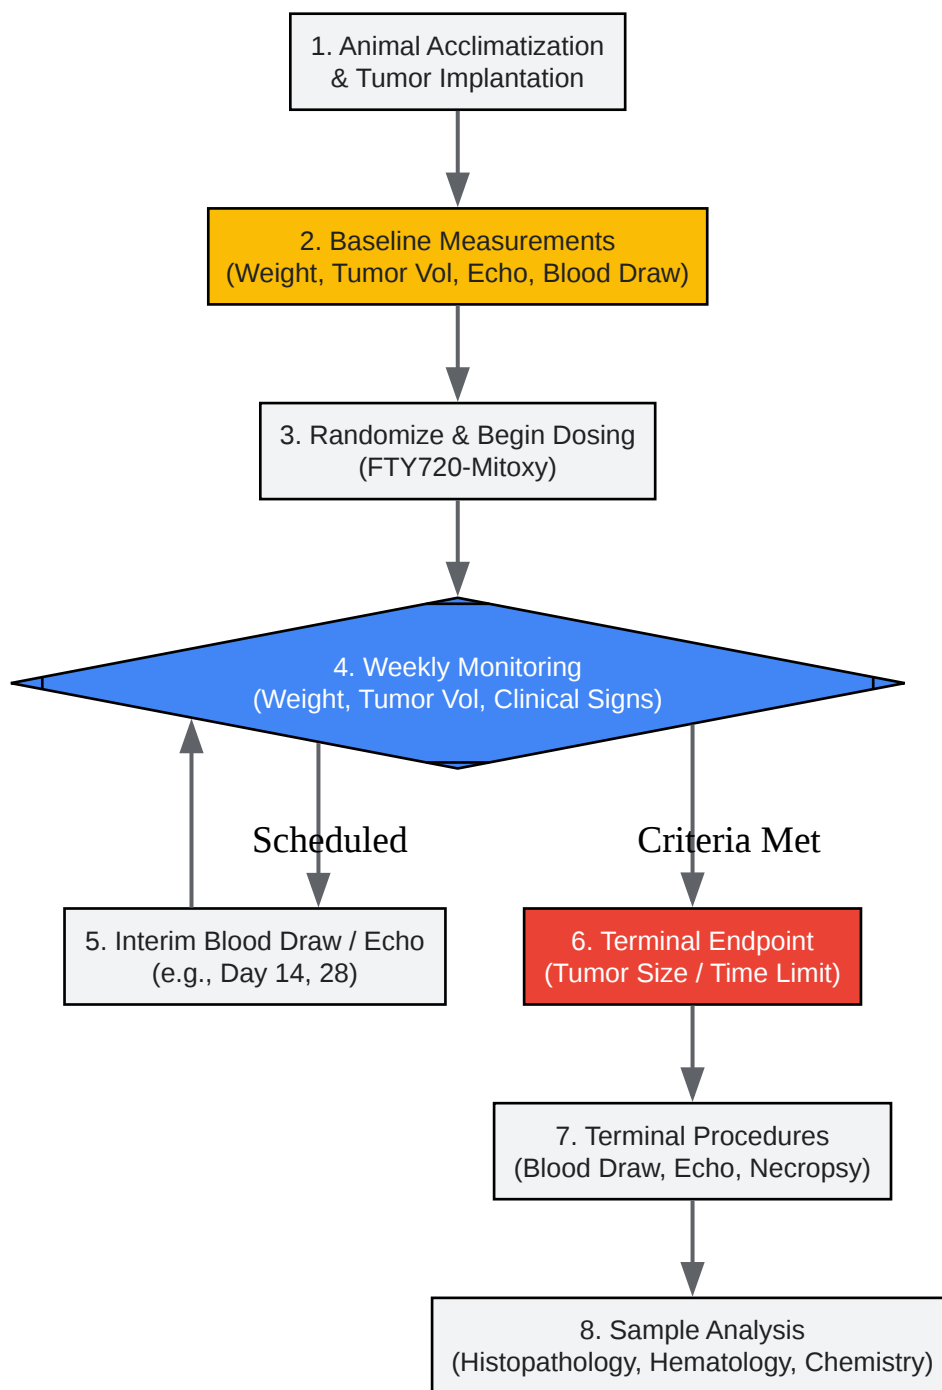 1. Animal Acclimatization
& Tumor Implantation
2. Baseline Measurements
(Weight, Tumor Vol, Echo, Blood Draw)
3. Randomize & Begin Dosing
(FTY720-Mitoxy)
4. Weekly Monitoring
(Weight, Tumor Vol, Clinical Signs)
Scheduled
Criteria Met
5. Interim Blood Draw / Echo
(e.g., Day 14, 28)
6. Terminal Endpoint
(Tumor Size / Time Limit)
7. Terminal Procedures
(Blood Draw, Echo, Necropsy)
8. Sample Analysis
(Histopathology, Hematology, Chemistry)